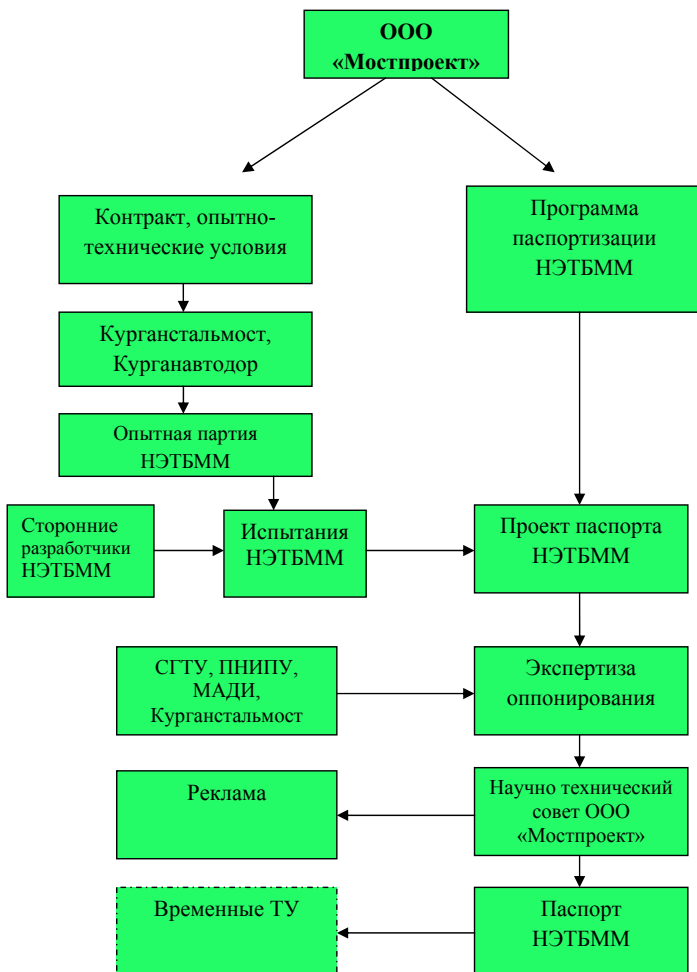 ООО
«Мостпроект»
Контракт, опытно-
технические условия
Программа
паспортизации
НЭТБММ
Курганстальмост,
Курганавтодор
Опытная партия
НЭТБММ
Сторонние
разработчики
НЭТБММ
Испытания
НЭТБММ
Проект паспорта
НЭТБММ
СГТУ, ПНИПУ,
МАДИ,
Курганстальмост
Экспертиза
оппонирования
Реклама
Научно технический
совет ООО
«Мостпроект»
Временные ТУ
Паспорт
НЭТБММ